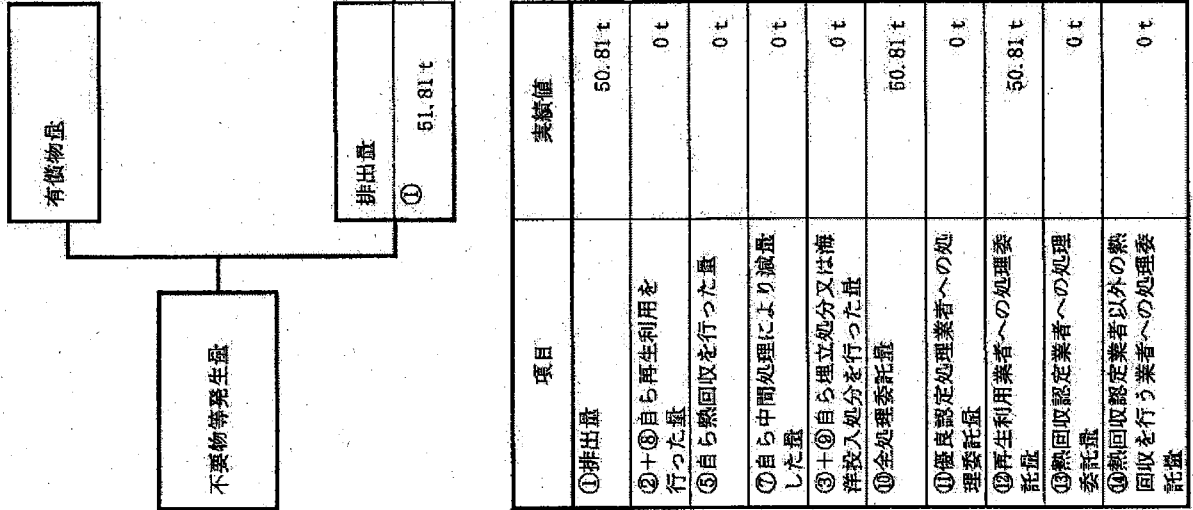 有償物量
不要物等発生量
排出量
① 51.81 t
項目 実績値
①排出量 50.81 t
②+⑧自ら再生利用を
行った量 0 t
⑤自ら熱回収を行った量 0 t
⑦自ら中間処理により減量
した量 0 t
③+⑨自ら埋立処分又は海
洋投入処分を行った量 0 t
⑩全処理委託量 50.81 t
⑪優良認定処理業者への処
理委託量 0 t
⑫再生利用業者への処理委
託量 50.81 t
⑬熱回収認定業者への処理
委託量 0 t
⑭熱回収認定業者以外の熱
回収を行う業者への処理委
託量 0 t